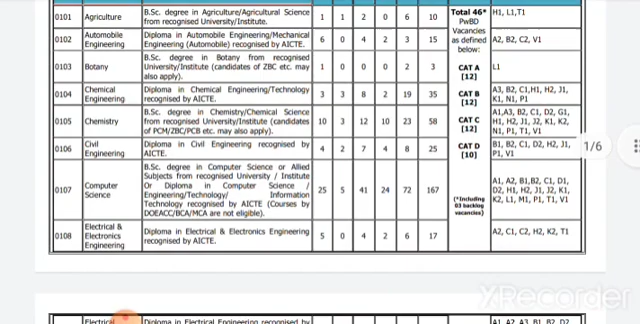 0101 Agriculture B.Sc. degree in Agriculture/Agricultural Science from recognised University/Institute. 1 1 2 0 6 10 H1, L1,T1
0102 Automobile Engineering Diploma in Automobile Engineering/Mechanical Engineering (Automobile) recognised by AICTE. 6 0 4 2 3 15 A2, B2, C2, V1
0103 Botany B.Sc. degree in Botany from recognised University/Institute (candidates of ZBC etc. may also apply). 1 0 0 0 2 3 L1
0104 Chemical Engineering Diploma in Chemical Engineering/Technology recognised by AICTE. 3 3 8 2 19 35 A3, B2, C1,H1, H2, J1, K1, N1, P1
0105 Chemistry B.Sc. degree in Chemistry/Chemical Science from recognised University/Institute (candidates of PCM/ZBC/PCB etc. may also apply). 10 3 12 10 23 58 A1,A3, B2, C1, D2, G1, H1, H2, J1, J2, K1, K2, N1, P1, T1, V1
0106 Civil Engineering Diploma in Civil Engineering recognised by AICTE. 4 2 7 4 8 25 B1, B2, C1, D2, H2, J1, P1, V1
0107 Computer Science B.Sc. degree in Computer Science or Allied Subjects from recognised University / Institute Or Diploma in Computer Science / Engineering/Technology/ Information Technology recognised by AICTE (Courses by DOEACC/BCA/MCA are not eligible). 25 5 41 24 72 167 A1, A2, B1,B2, C1, D1, D2, H1, H2, J1, J2, K1, K2, L1, M1, P1, T1, V1
0108 Electrical & Electronics Engineering Diploma in Electrical & Electronics Engineering recognised by AICTE. 5 0 4 2 6 17 A2, C1, C2, H2, K2, T1
Total 46*
PwBD
Vacancies
as defined
below:
CAT A
[12]
CAT B
[12]
CAT C
[12]
CAT D
[10]
(*Including
03 backlog
vacancies)
1/6
XRecorder
Electrical Diploma in Electrical Engineering recognised by A1, A2, A3, B1, B2, D2